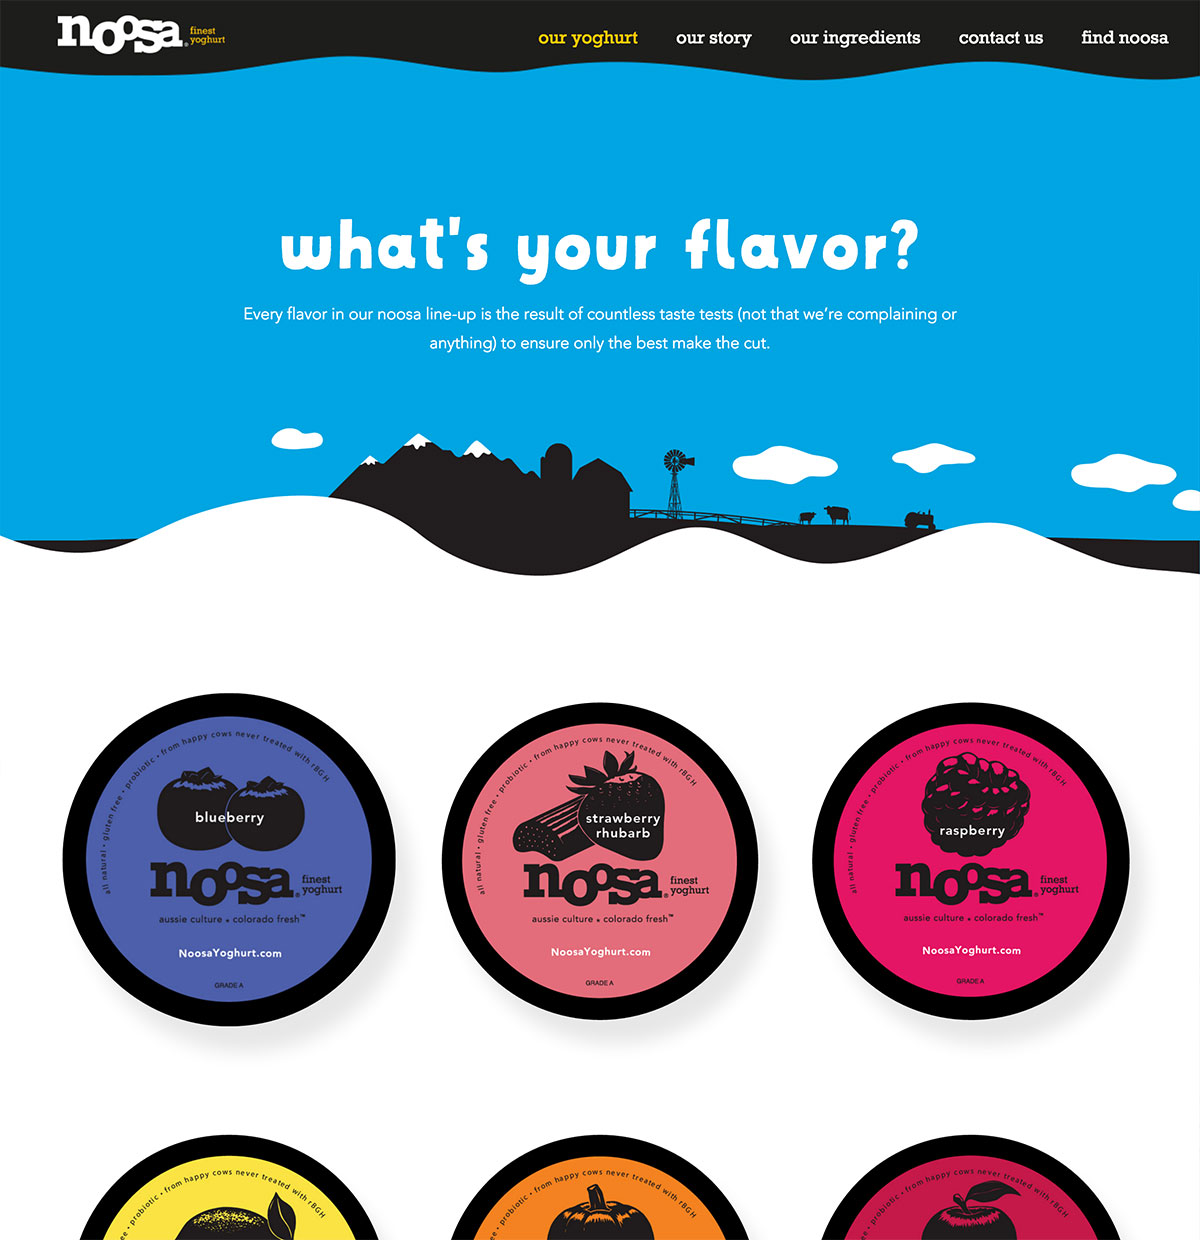 noosa® finest yoghurt
our yoghurt our story our ingredients contact us find noosa
what's your flavor?
Every flavor in our noosa line-up is the result of countless taste tests (not that we're complaining or
anything) to ensure only the best make the cut.
all natural • gluten free • probiotic • from happy cows never treated with rBGH
blueberry
noosa® finest yoghurt
aussie culture • colorado fresh™
NoosaYoghurt.com
GRADE A
all natural • gluten free • probiotic • from happy cows never treated with rBGH
strawberry
rhubarb
noosa® finest yoghurt
aussie culture • colorado fresh™
NoosaYoghurt.com
GRADE A
all natural • gluten free • probiotic • from happy cows never treated with rBGH
raspberry
noosa® finest yoghurt
aussie culture • colorado fresh™
NoosaYoghurt.com
GRADE A
free • probiotic • from happy cows never treated with rBGH
free • probiotic • from happy cows never treated with rBGH
free • probiotic • from happy cows never treated with rBGH